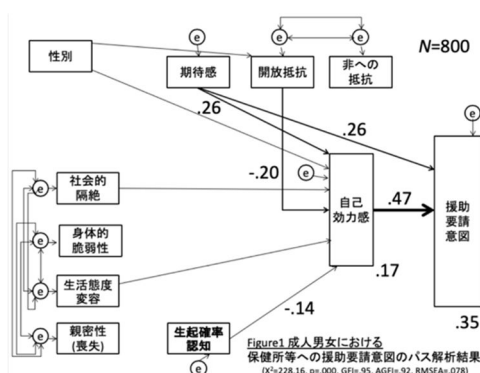 N=800
e
e
e
性別
期待感
開放抵抗
非への
抵抗
.26
.26
e
-.20
e
社会的
隔絶
e
自己
効力感
.47
援助
要請
意図
身体的
脆弱性
e
生活態度
変容
e
.17
-.14
親密性
(喪失)
e
生起確率
認知
e
.35
Figure1 成人男女における
保健所等への援助要請意図のパス解析結果
(X²=228.16, p=.000, GFI=.95, AGFI=.92, RMSEA=.078)